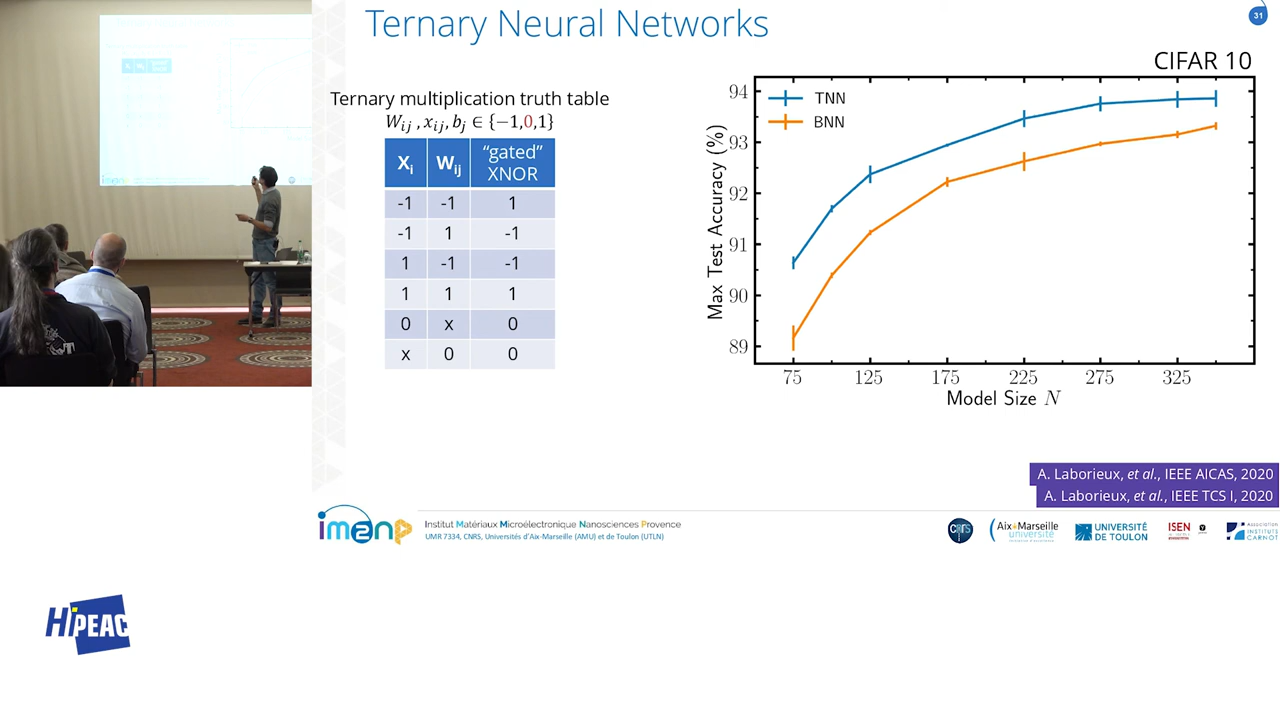 Ternary Neural Networks
31
Ternary multiplication truth table
W_ij , x_ij, b_j ∈ {−1,0,1}
X_i W_ij "gated" XNOR
-1 -1 1
-1 1 -1
1 -1 -1
1 1 1
0 x 0
x 0 0
CIFAR 10
TNN
BNN
Max Test Accuracy (%)
94
93
92
91
90
89
75 125 175 225 275 325
Model Size N
A. Laborieux, et al., IEEE AICAS, 2020
A. Laborieux, et al., IEEE TCS I, 2020
im2np
Institut Matériaux Microélectronique Nanosciences Provence
UMR 7334, CNRS, Universités d'Aix-Marseille (AMU) et de Toulon (UTLN)
cnrs
Aix+Marseille
université
UNIVERSITÉ
DE TOULON
ISEN
INSTITUTS
CARNOT
HiPEAC